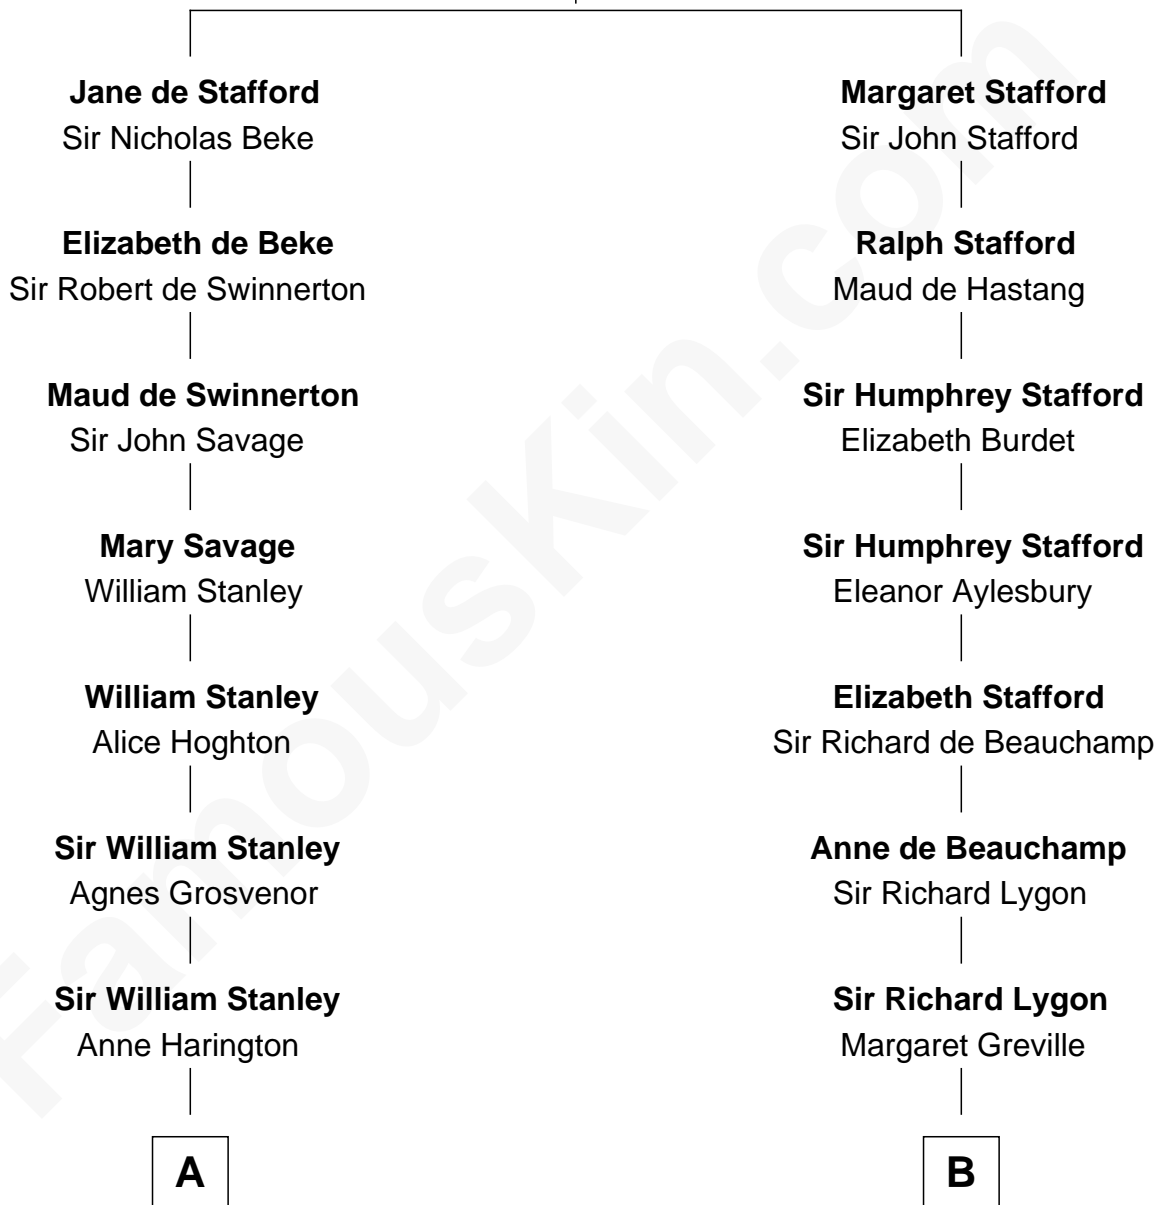 Jane de Stafford
Sir Nicholas Beke
Margaret Stafford
Sir John Stafford
Elizabeth de Beke
Sir Robert de Swinnerton
Ralph Stafford
Maud de Hastang
Maud de Swinnerton
Sir John Savage
Sir Humphrey Stafford
Elizabeth Burdet
Mary Savage
William Stanley
Sir Humphrey Stafford
Eleanor Aylesbury
William Stanley
Alice Hoghton
Elizabeth Stafford
Sir Richard de Beauchamp
Sir William Stanley
Agnes Grosvenor
Anne de Beauchamp
Sir Richard Lygon
Sir William Stanley
Anne Harington
Sir Richard Lygon
Margaret Greville
A
B
FamousKin.com